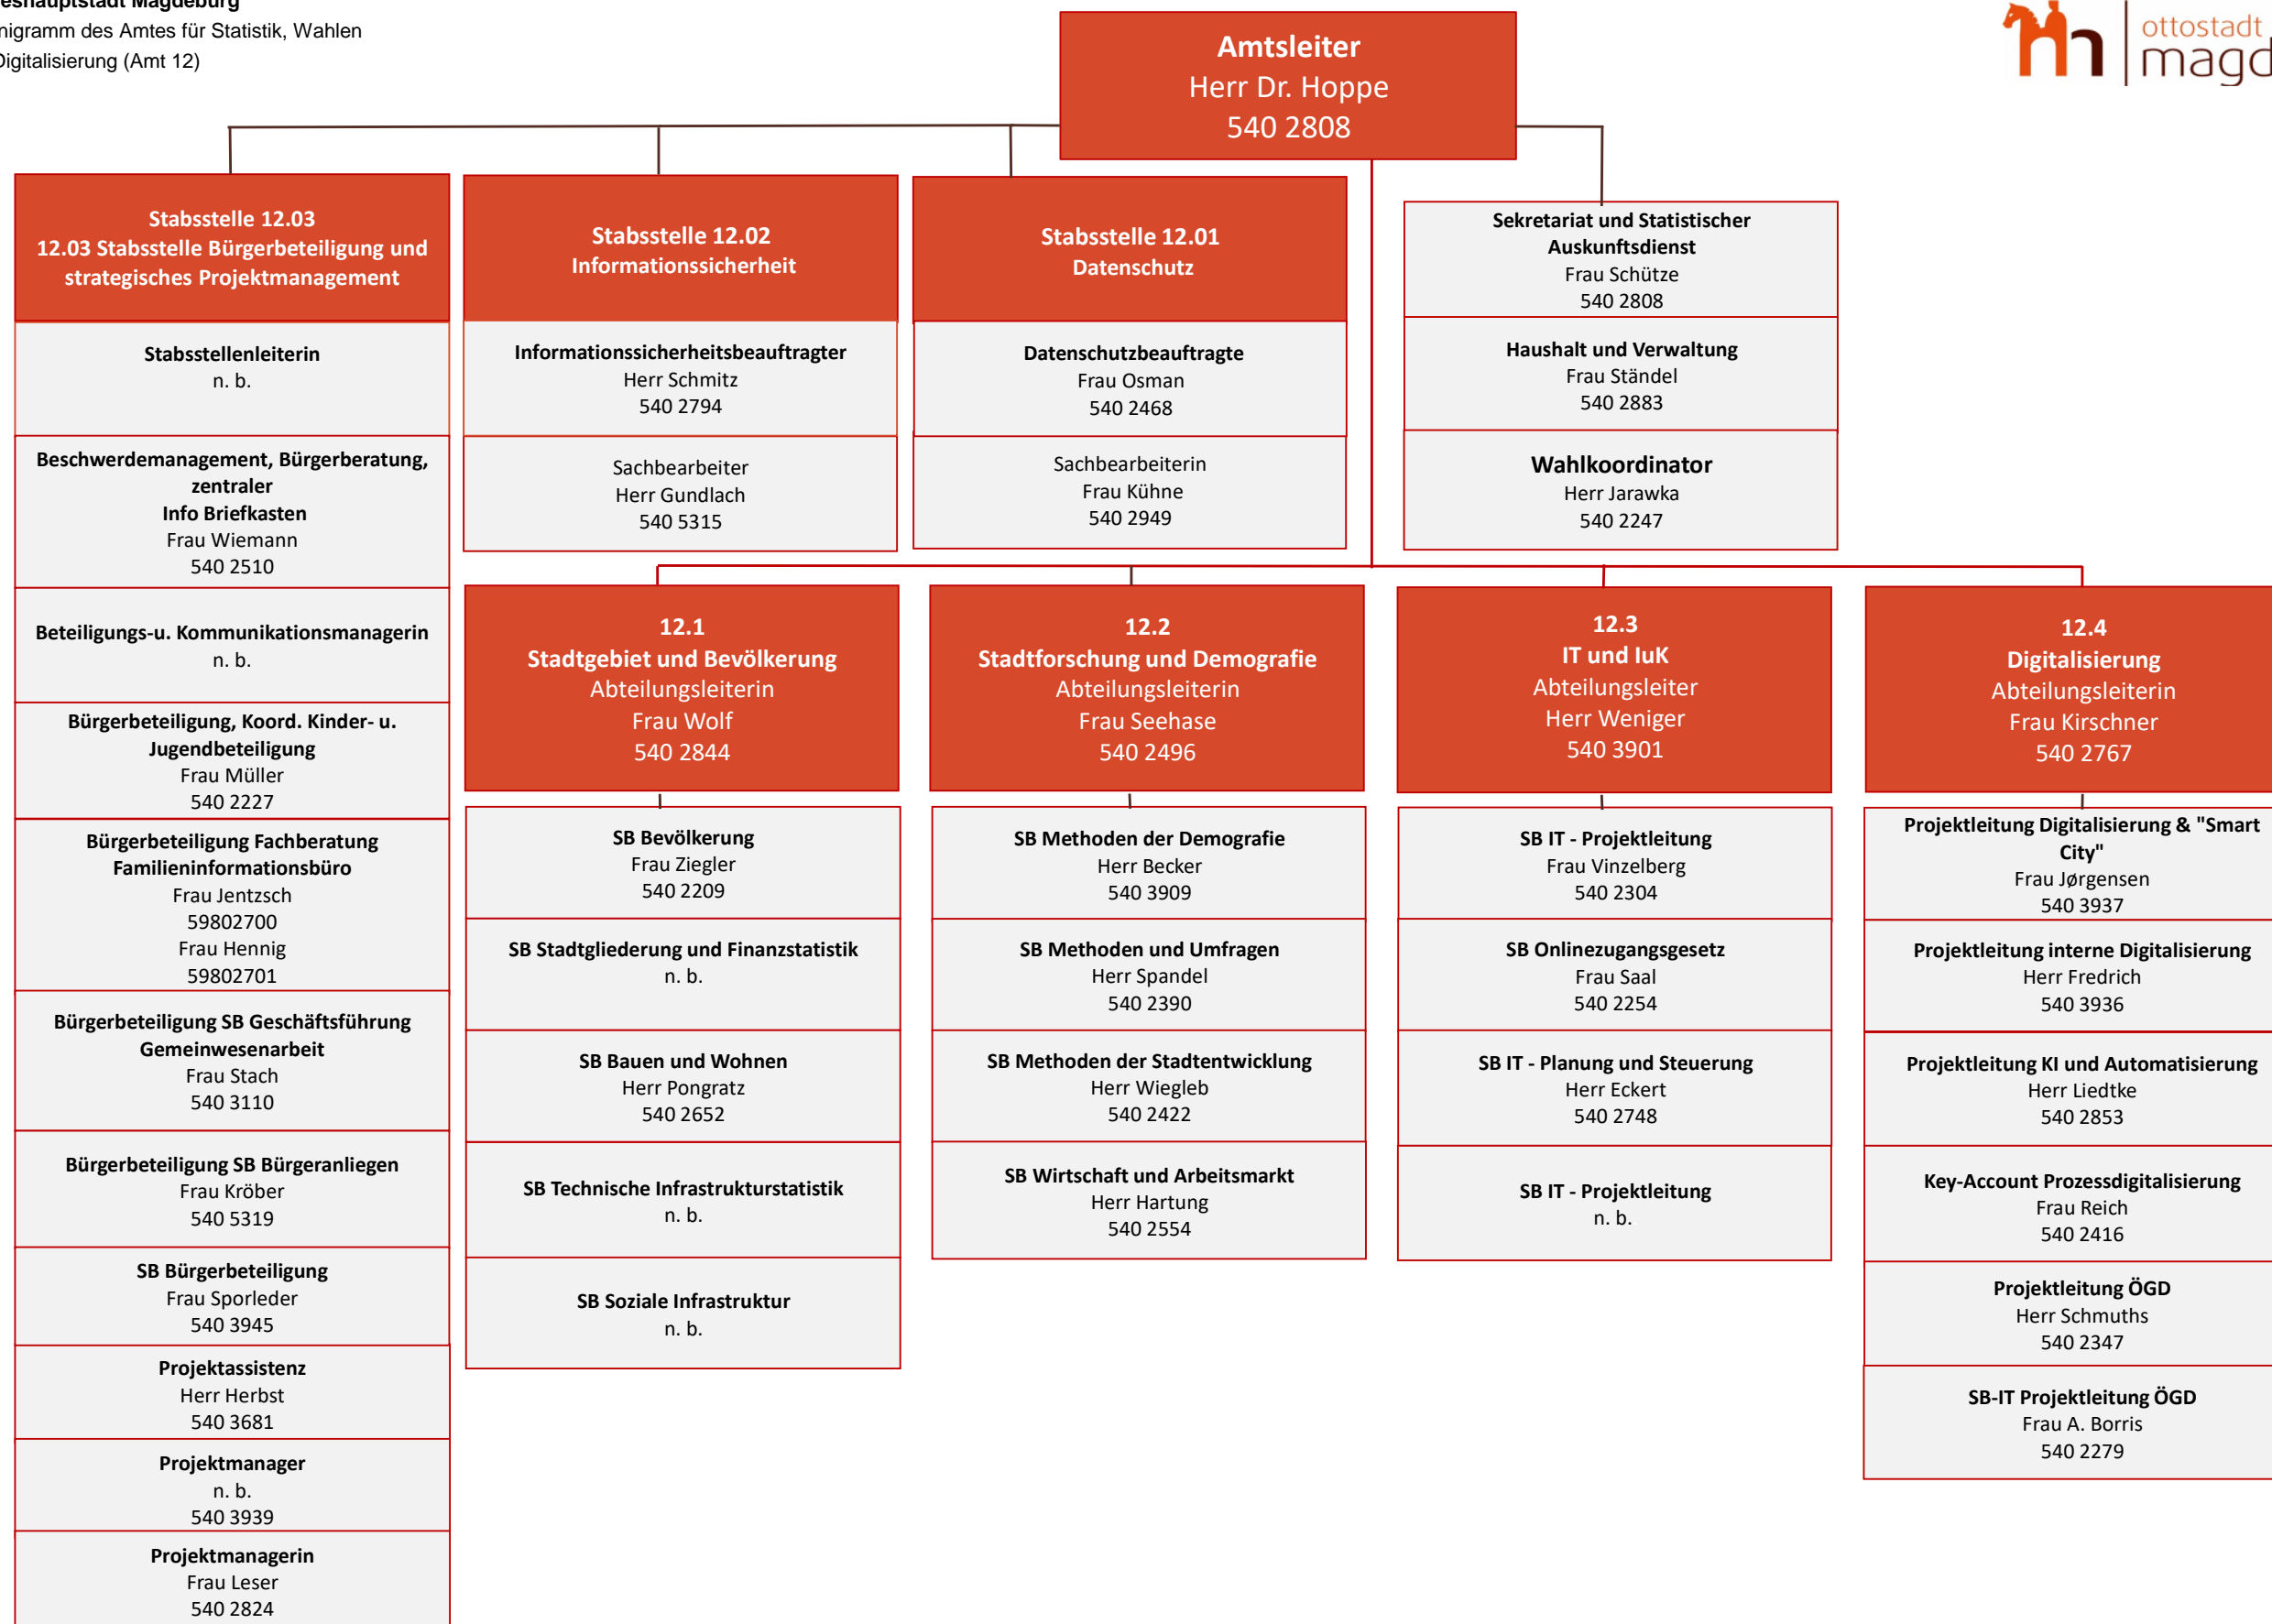 Magdeburg
des Amtes für Statistik, Wahlen
Digitalisierung (Amt 12)
ottostadt
Amtsleiter
Herr Dr. Hoppe
540 2808
Stabsstelle 12.03
12.03 Stabsstelle Bürgerbeteiligung und
strategisches Projektmanagement
Stabsstellenleiterin
n. b.
Beschwerdemanagement, Bürgerberatung,
zentraler
Info Briefkasten
Frau Wiemann
540 2510
Beteiligungs-u. Kommunikationsmanagerin
n. b.
Bürgerbeteiligung, Koord. Kinder- u.
Jugendbeteiligung
Frau Müller
540 2227
Bürgerbeteiligung Fachberatung
Familieninformationsbüro
Frau Jentzsch
59802700
Frau Hennig
59802701
Bürgerbeteiligung SB Geschäftsführung
Gemeinwesenarbeit
Frau Stach
540 3110
Bürgerbeteiligung SB Bürgeranliegen
Frau Kröber
540 5319
SB Bürgerbeteiligung
Frau Sporleder
540 3945
Projektassistenz
Herr Herbst
540 3681
Projektmanager
n. b.
540 3939
Projektmanagerin
Frau Leser
540 2824
Stabsstelle 12.02
Informationssicherheit
Informationssicherheitsbeauftragter
Herr Schmitz
540 2794
Sachbearbeiter
Herr Gundlach
540 5315
Stabsstelle 12.01
Datenschutz
Datenschutzbeauftragte
Frau Osman
540 2468
Sachbearbeiterin
Frau Kühne
540 2949
Sekretariat und Statistischer
Auskunftsdienst
Frau Schütze
540 2808
Haushalt und Verwaltung
Frau Ständel
540 2883
Wahlkoordinator
Herr Jarawka
540 2247
12.1
Stadtgebiet und Bevölkerung
Abteilungsleiterin
Frau Wolf
540 2844
SB Bevölkerung
Frau Ziegler
540 2209
SB Stadtgliederung und Finanzstatistik
n. b.
SB Bauen und Wohnen
Herr Pongratz
540 2652
SB Technische Infrastrukturstatistik
n. b.
SB Soziale Infrastruktur
n. b.
12.2
Stadtforschung und Demografie
Abteilungsleiterin
Frau Seehase
540 2496
SB Methoden der Demografie
Herr Becker
540 3909
SB Methoden und Umfragen
Herr Spandel
540 2390
SB Methoden der Stadtentwicklung
Herr Wiegleb
540 2422
SB Wirtschaft und Arbeitsmarkt
Herr Hartung
540 2554
12.3
IT und IuK
Abteilungsleiter
Herr Weniger
540 3901
SB IT - Projektleitung
Frau Vinzelberg
540 2304
SB Onlinezugangsgesetz
Frau Saal
540 2254
SB IT - Planung und Steuerung
Herr Eckert
540 2748
SB IT - Projektleitung
n. b.
12.4
Digitalisierung
Abteilungsleiterin
Frau Kirschner
540 2767
Projektleitung Digitalisierung & "Smart
City"
Frau Jørgensen
540 3937
Projektleitung interne Digitalisierung
Herr Fredrich
540 3936
Projektleitung KI und Automatisierung
Herr Liedtke
540 2853
Key-Account Prozessdigitalisierung
Frau Reich
540 2416
Projektleitung ÖGD
Herr Schmuths
540 2347
SB-IT Projektleitung ÖGD
Frau A. Borris
540 2279